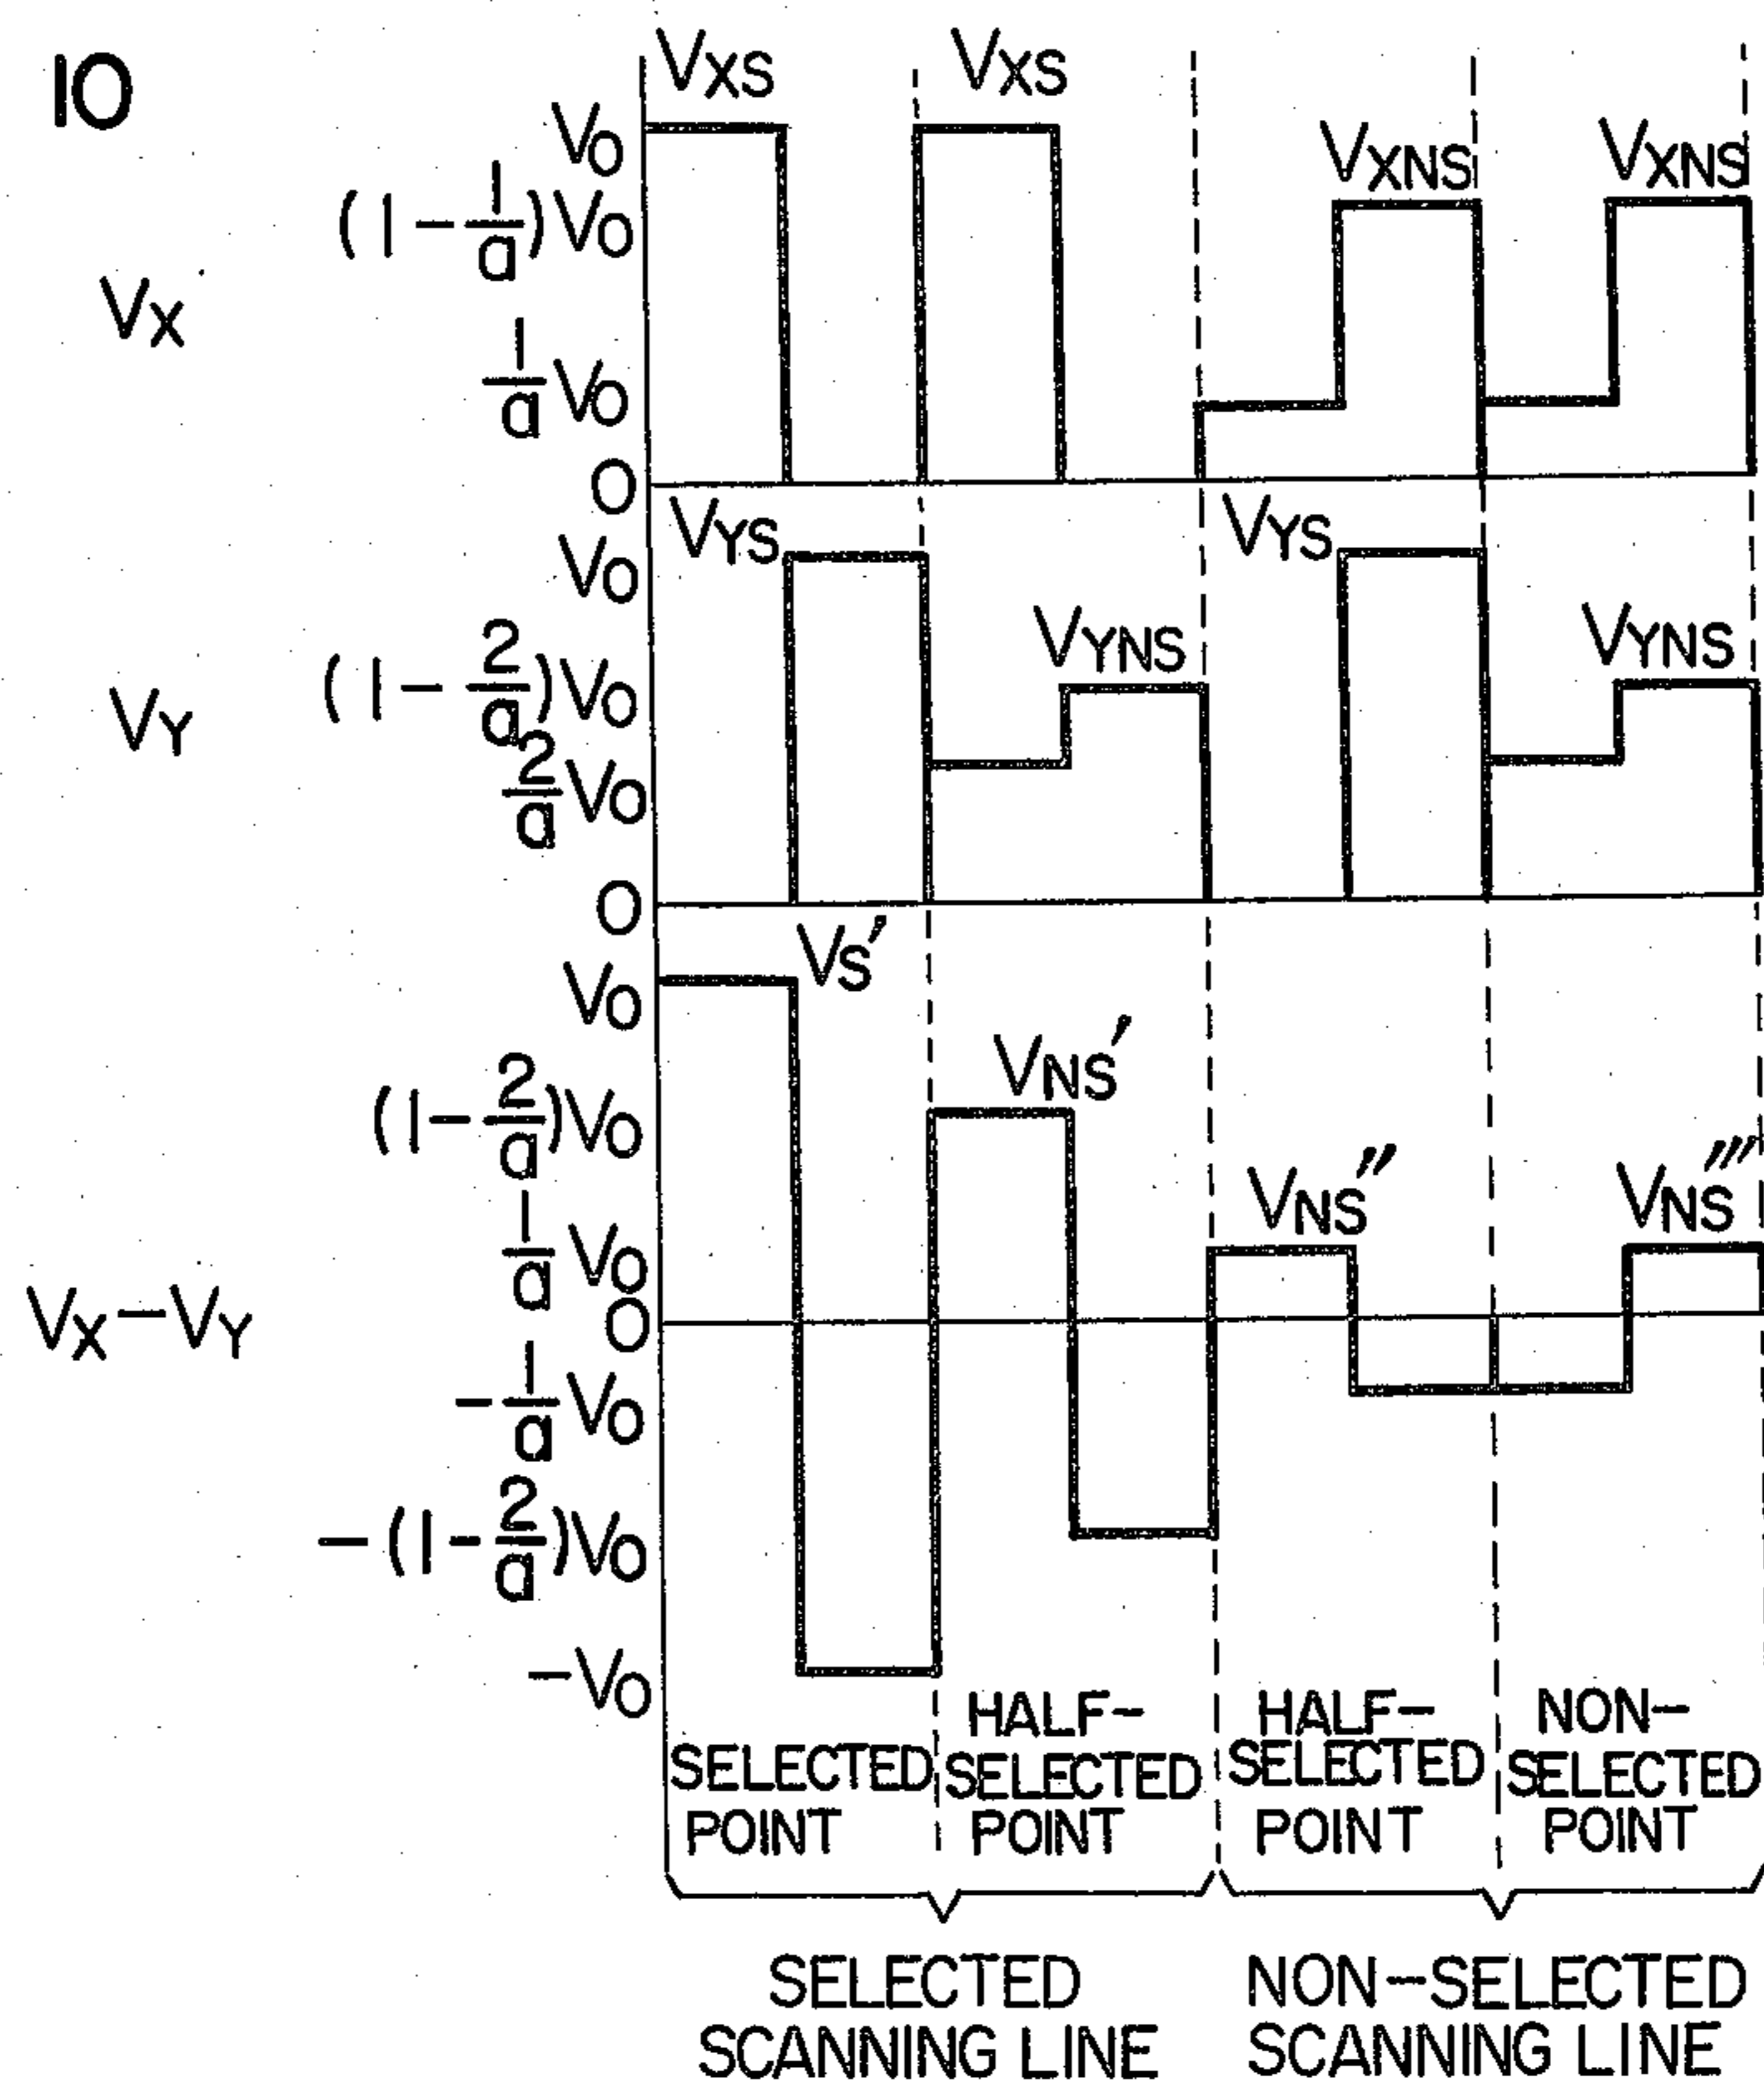 10
VXS VXS
V0
(1-1/a)V0 VXNS VXNS
VX
1/a V0
0
VYS VYS
V0
VYNS VYNS
(1-2/a)V0
VY
2/a V0
0
VS'
V0
VNS'
(1-2/a)V0
VNS'' VNS'''
1/a V0
VX-VY
0
-1/a V0
-(1-2/a)V0
-V0
SELECTED POINT
HALF-SELECTED POINT
HALF-SELECTED POINT
NON-SELECTED POINT
SELECTED SCANNING LINE
NON-SELECTED SCANNING LINE